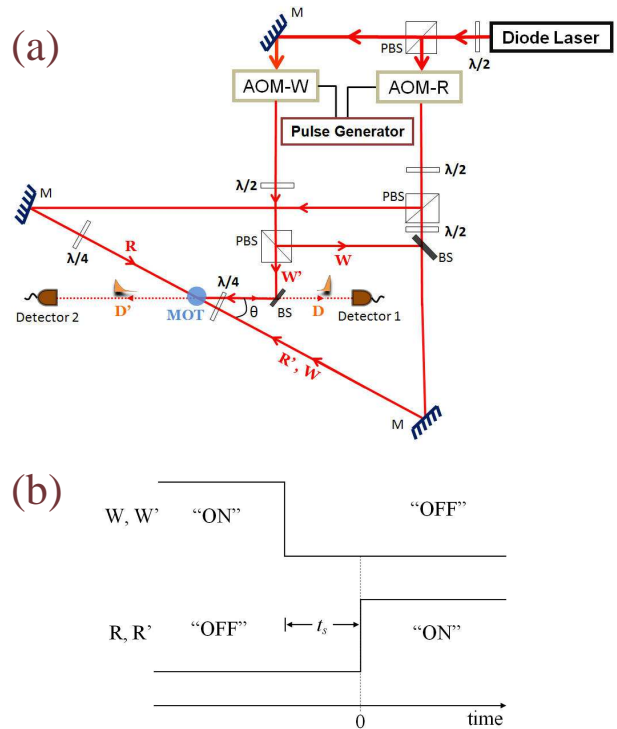 (a)
M
PBS
λ/2
Diode Laser
AOM-W
AOM-R
Pulse Generator
λ/2
λ/2
M
PBS
λ/2
R
PBS
W
BS
λ/4
λ/4
W'
Detector 2
D'
MOT
θ
BS
D
Detector 1
R', W
M
(b)
W, W’
“ON”
“OFF”
R, R’
“OFF”
ts
“ON”
0
time